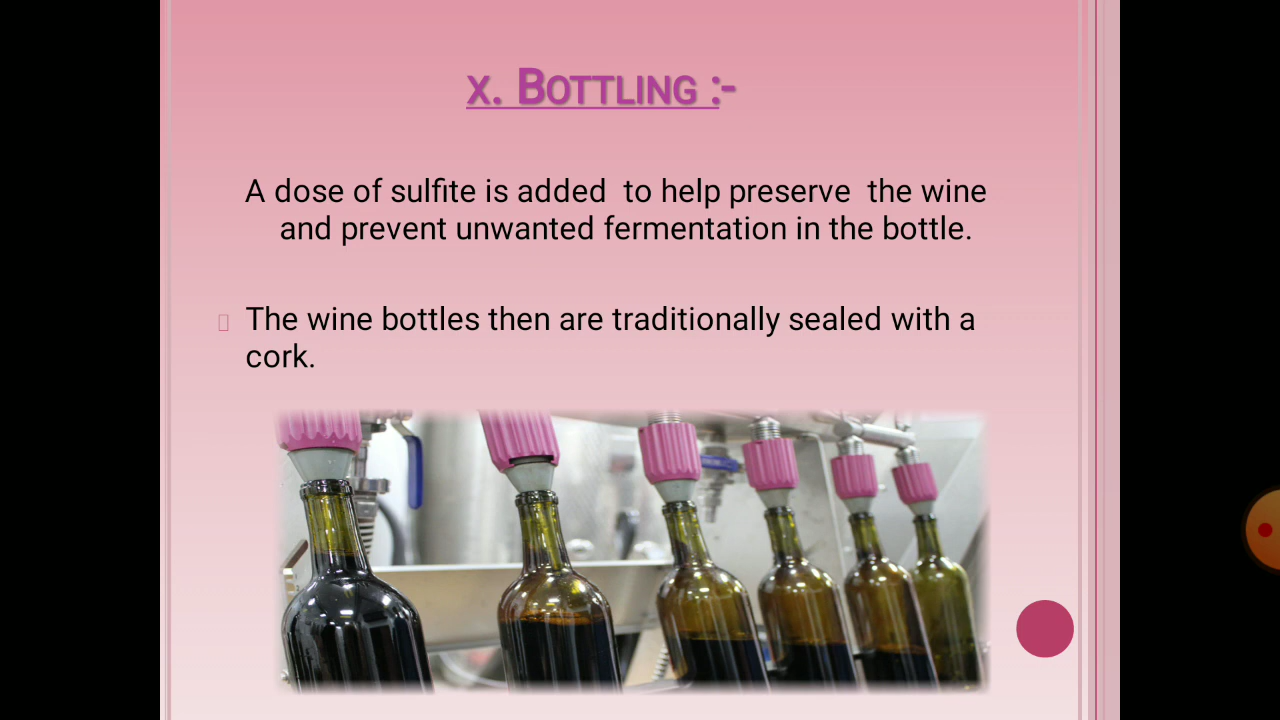 x. Bottling :-
A dose of sulfite is added to help preserve the wine
and prevent unwanted fermentation in the bottle.
The wine bottles then are traditionally sealed with a
cork.